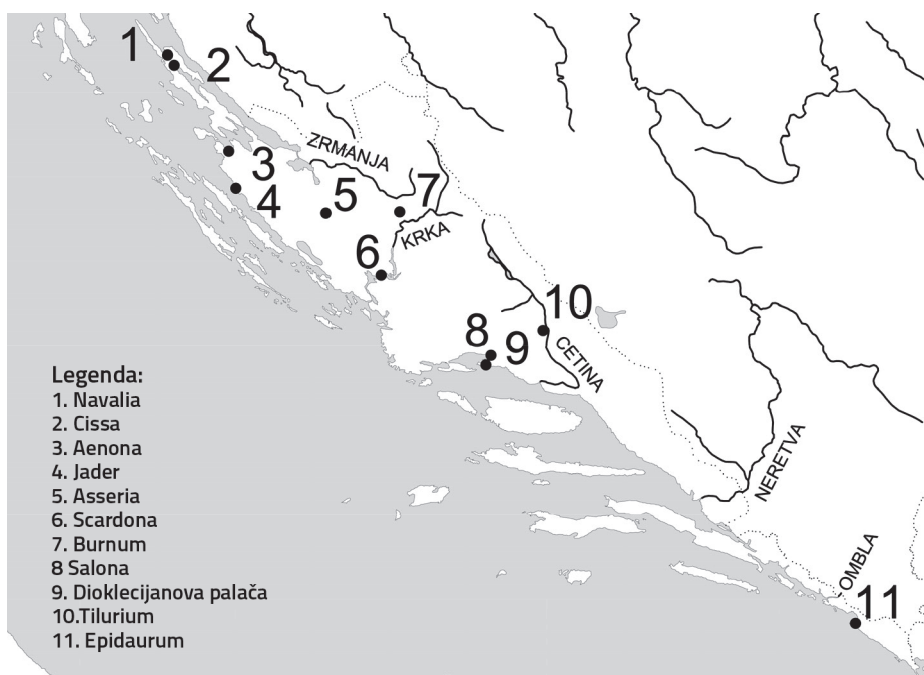 1
2
3
ZRMANJA
4
5
7
KRKA
6
10
8
9
CETINA
NERETVA
OMBLA
11
Legenda:
1. Navalia
2. Cissa
3. Aenona
4. Jader
5. Asseria
6. Scardona
7. Burnum
8 Salona
9. Dioklecijanova palača
10.Tilurium
11. Epidaurum